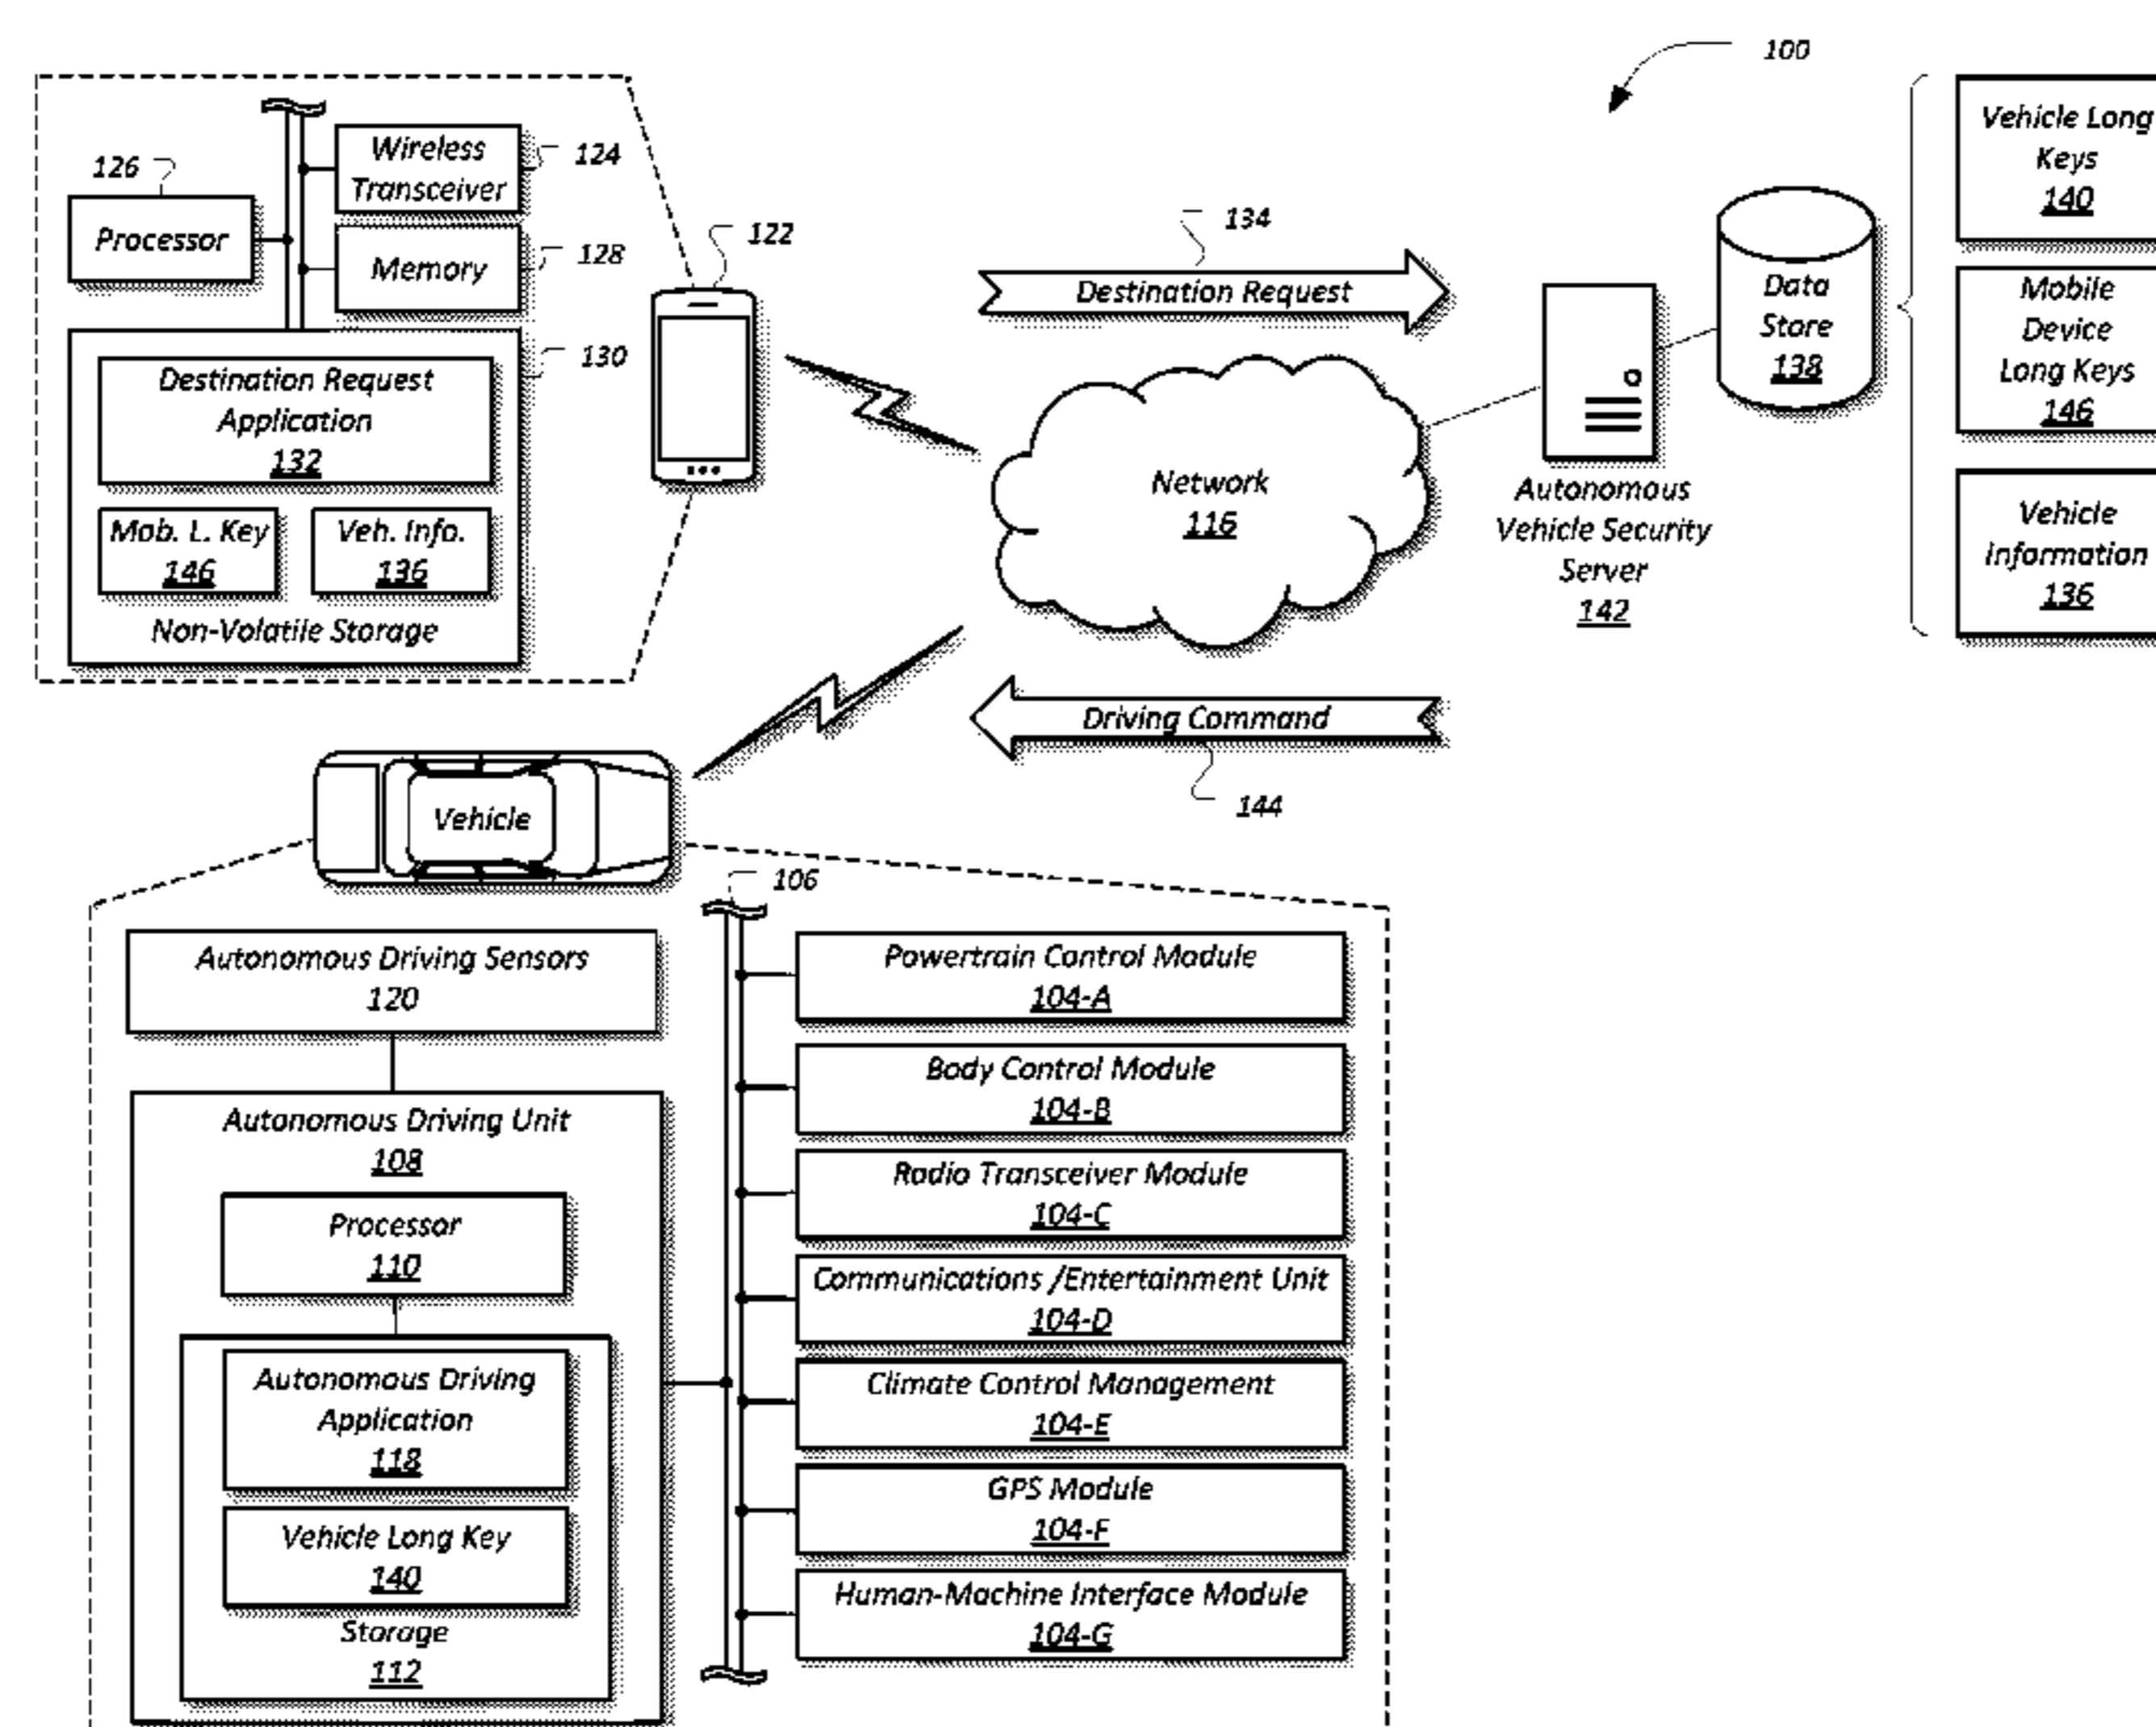 100
126
Wireless
Transceiver
124
Processor
Memory
128
130
Destination Request
Application
132
Mob. L. Key
146
Veh. Info.
136
Non-Volatile Storage
122
134
Destination Request
Network
116
Autonomous
Vehicle Security
Server
142
Data
Store
138
Vehicle Long
Keys
140
Mobile
Device
Long Keys
146
Vehicle
Information
136
Driving Command
144
Vehicle
106
Autonomous Driving Sensors
120
Autonomous Driving Unit
108
Processor
110
Autonomous Driving
Application
118
Vehicle Long Key
140
Storage
112
Powertrain Control Module
104-A
Body Control Module
104-B
Radio Transceiver Module
104-C
Communications /Entertainment Unit
104-D
Climate Control Management
104-E
GPS Module
104-F
Human-Machine Interface Module
104-G